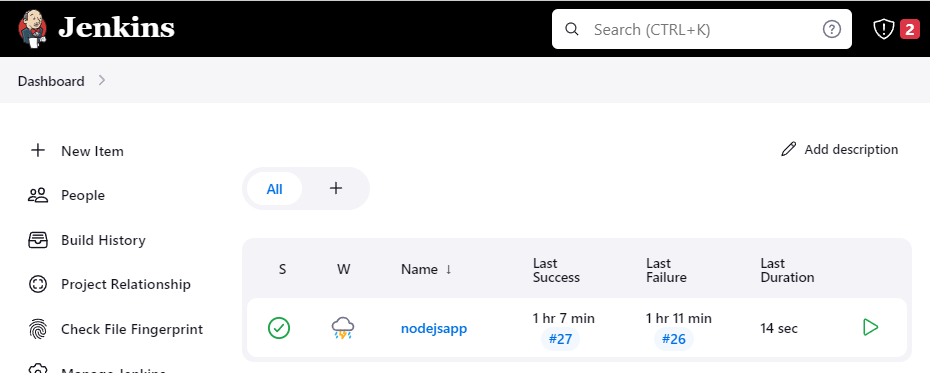 Jenkins
Search (CTRL+K)
?
2
Dashboard
New Item
Add description
People
All
+
Build History
Project Relationship
Check File Fingerprint
Manage Jenkins
S W Name ↓ Last Success Last Failure Last Duration
nodejsapp 1 hr 7 min #27 1 hr 11 min #26 14 sec